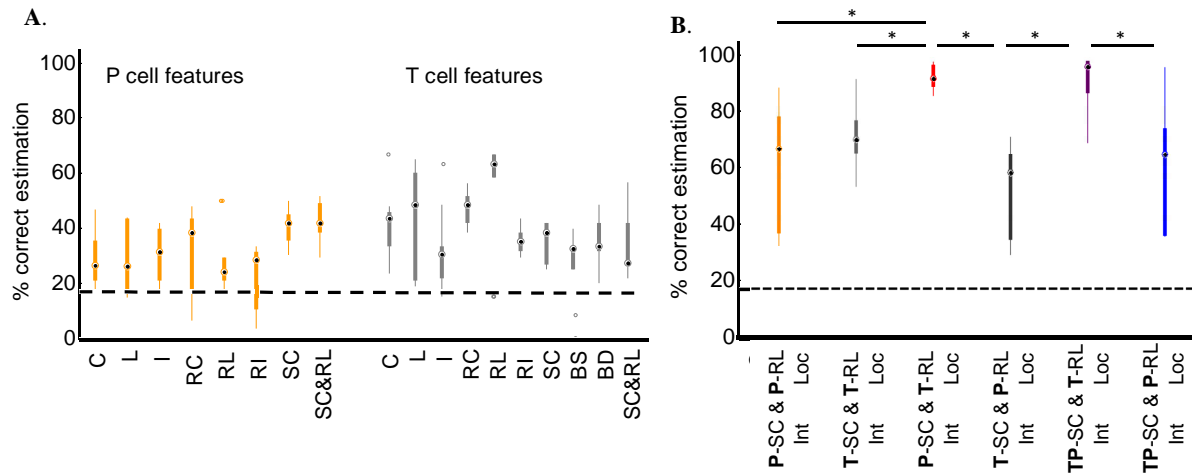 A.
% correct estimation
100
80
60
40
20
0
P cell features
T cell features
C
L
I
RC
RL
RI
SC
SC&RL
C
L
I
RC
RL
RI
SC
BS
BD
SC&RL
B.
* * * * *
% correct estimation
100
80
60
40
20
0
P-SC & P-RL
Int Loc
T-SC & T-RL
Int Loc
P-SC & T-RL
Int Loc
T-SC & P-RL
Int Loc
TP-SC & T-RL
Int Loc
TP-SC & P-RL
Int Loc